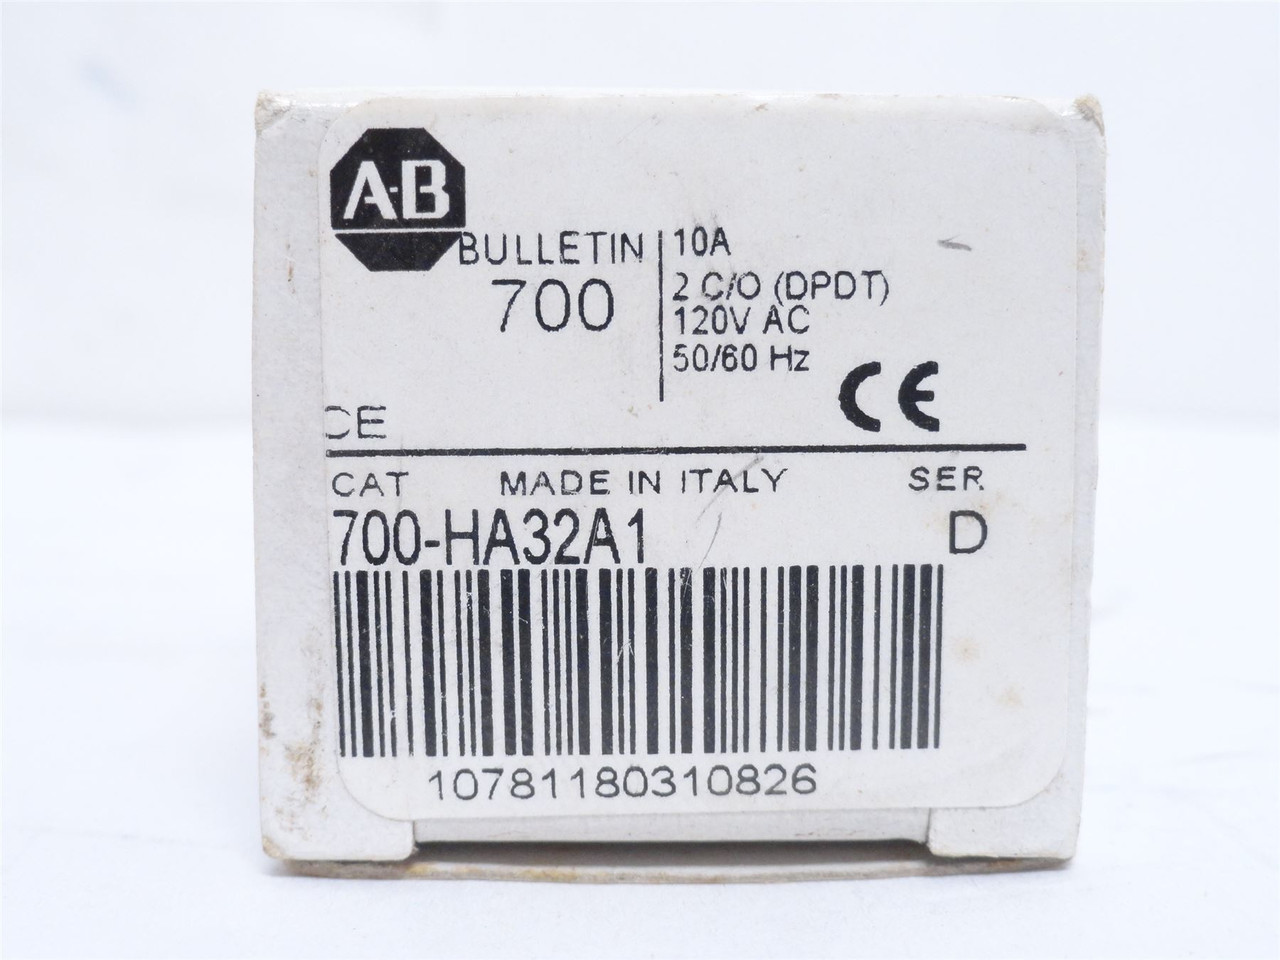 A-B
BULLETIN
700
10A
2 C/O (DPDT)
120V AC
50/60 Hz
CE
CE
CAT MADE IN ITALY SER
700-HA32A1 D
10781180310826